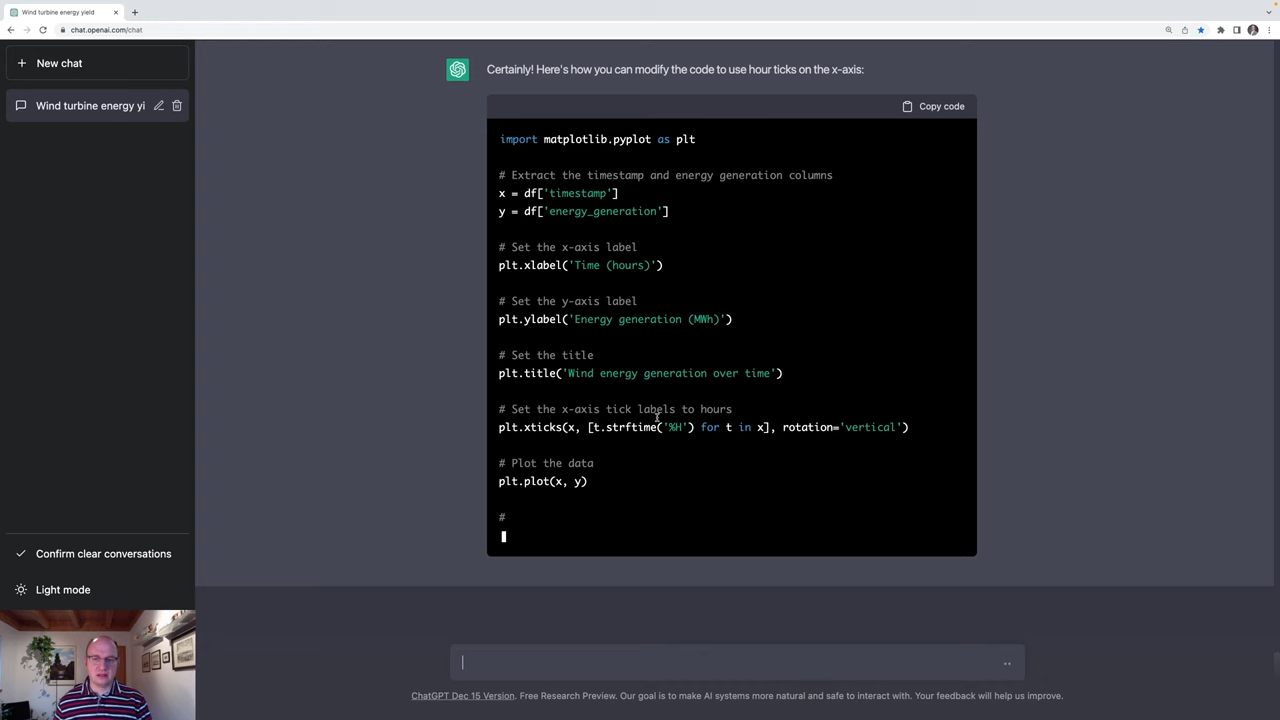 Wind turbine energy yield
chat.openai.com/chat
New chat
Wind turbine energy yi
Certainly! Here's how you can modify the code to use hour ticks on the x-axis:
Copy code
import matplotlib.pyplot as plt
# Extract the timestamp and energy generation columns
x = df['timestamp']
y = df['energy_generation']
# Set the x-axis label
plt.xlabel('Time (hours)')
# Set the y-axis label
plt.ylabel('Energy generation (MWh)')
# Set the title
plt.title('Wind energy generation over time')
# Set the x-axis tick labels to hours
plt.xticks(x, [t.strftime('%H') for t in x], rotation='vertical')
# Plot the data
plt.plot(x, y)
#
Confirm clear conversations
Light mode
ChatGPT Dec 15 Version. Free Research Preview. Our goal is to make AI systems more natural and safe to interact with. Your feedback will help us improve.